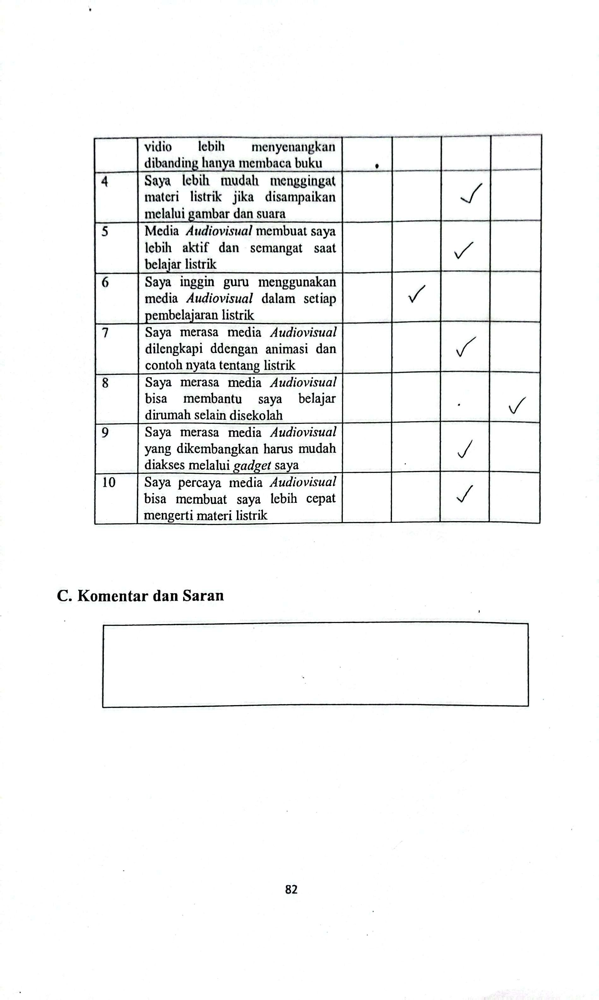 vidio lebih menyenangkan
dibanding hanya membaca buku
4 Saya lebih mudah menggingat
materi listrik jika disampaikan
melalui gambar dan suara
5 Media Audiovisual membuat saya
lebih aktif dan semangat saat
belajar listrik
6 Saya inggin guru menggunakan
media Audiovisual dalam setiap
pembelajaran listrik
7 Saya merasa media Audiovisual
dilengkapi ddengan animasi dan
contoh nyata tentang listrik
8 Saya merasa media Audiovisual
bisa membantu saya belajar
dirumah selain disekolah
9 Saya merasa media Audiovisual
yang dikembangkan harus mudah
diakses melalui gadget saya
10 Saya percaya media Audiovisual
bisa membuat saya lebih cepat
mengerti materi listrik
C. Komentar dan Saran
82